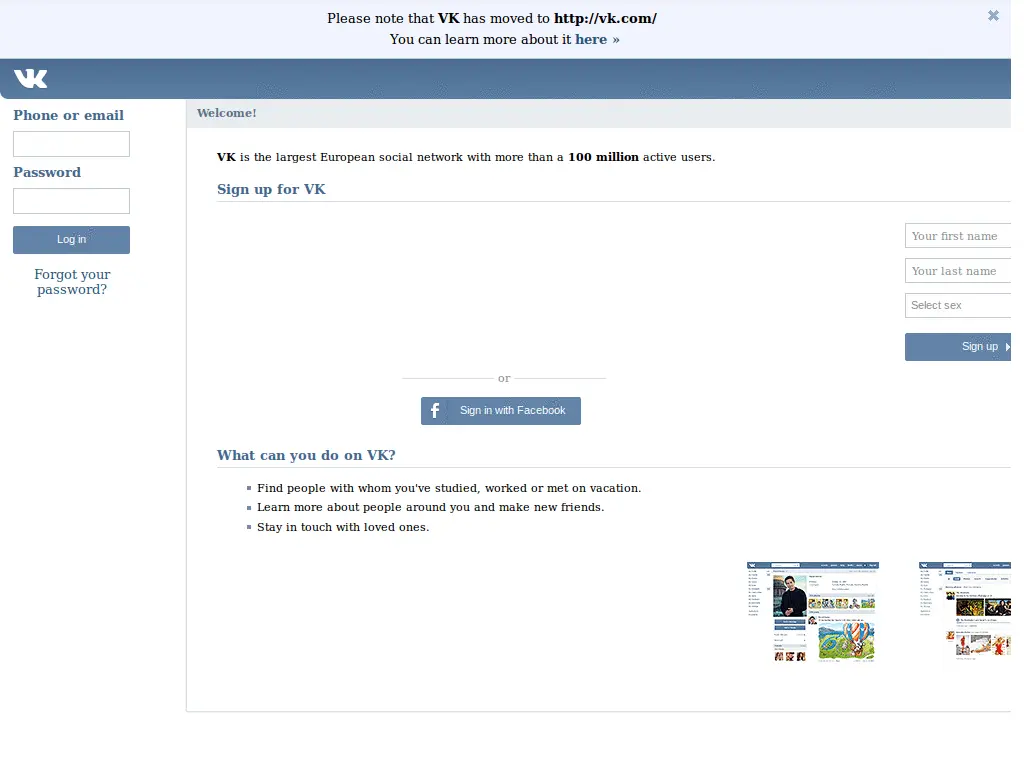 Please note that VK has moved to http://vk.com/
You can learn more about it here »
Phone or email
Password
Log in
Forgot your
password?
Welcome!
VK is the largest European social network with more than a 100 million active users.
Sign up for VK
Your first name
Your last name
Select sex
Sign up
or
f Sign in with Facebook
What can you do on VK?
Find people with whom you've studied, worked or met on vacation.
Learn more about people around you and make new friends.
Stay in touch with loved ones.